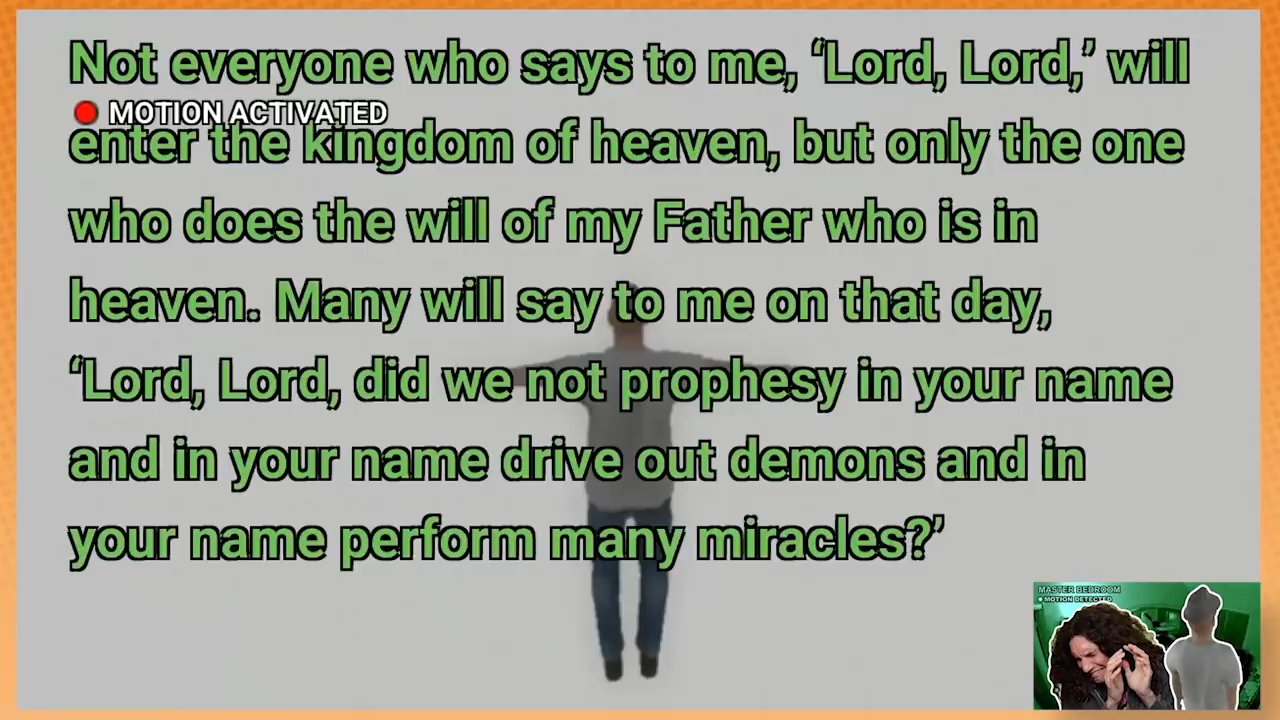 Not everyone who says to me, ‘Lord, Lord,’ will
MOTION ACTIVATED
enter the kingdom of heaven, but only the one
who does the will of my Father who is in
heaven. Many will say to me on that day,
‘Lord, Lord, did we not prophesy in your name
and in your name drive out demons and in
your name perform many miracles?’
MASTER BEDROOM
MOTION DETECTED